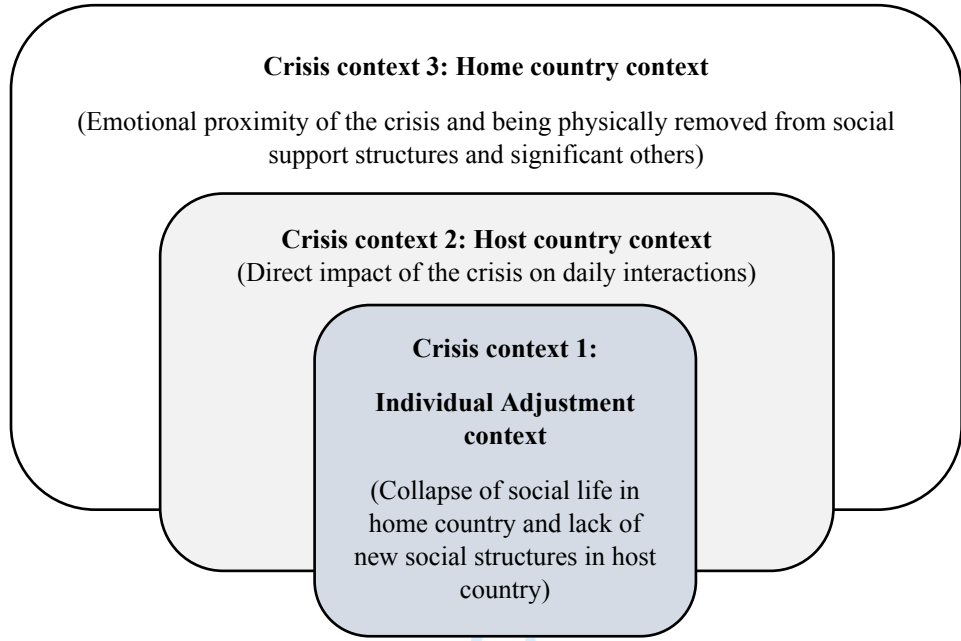 Crisis context 3: Home country context
(Emotional proximity of the crisis and being physically removed from social
support structures and significant others)
Crisis context 2: Host country context
(Direct impact of the crisis on daily interactions)
Crisis context 1:
Individual Adjustment
context
(Collapse of social life in
home country and lack of
new social structures in host
country)